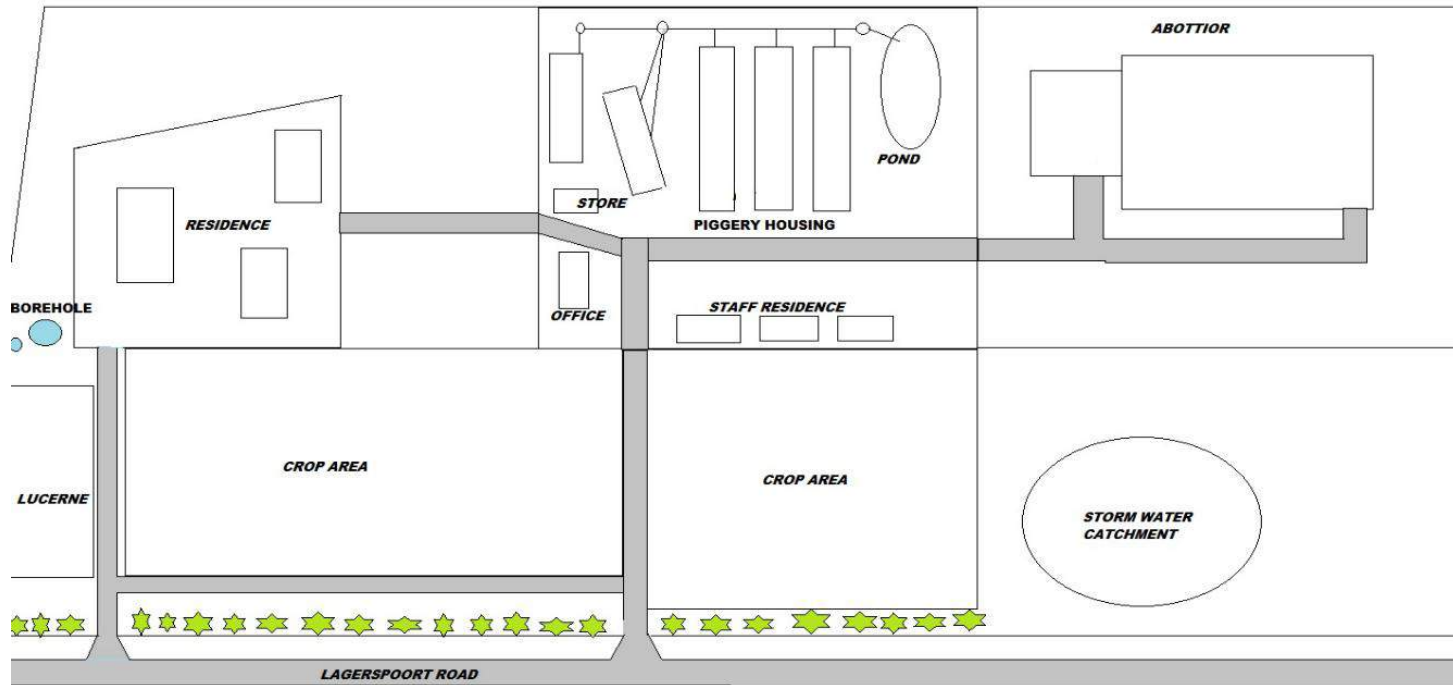 ABOTTIOR
POND
STORE
RESIDENCE
PIGGERY HOUSING
BOREHOLE
OFFICE
STAFF RESIDENCE
CROP AREA
CROP AREA
LUCERNE
STORM WATER
CATCHMENT
LAGERSPOORT ROAD